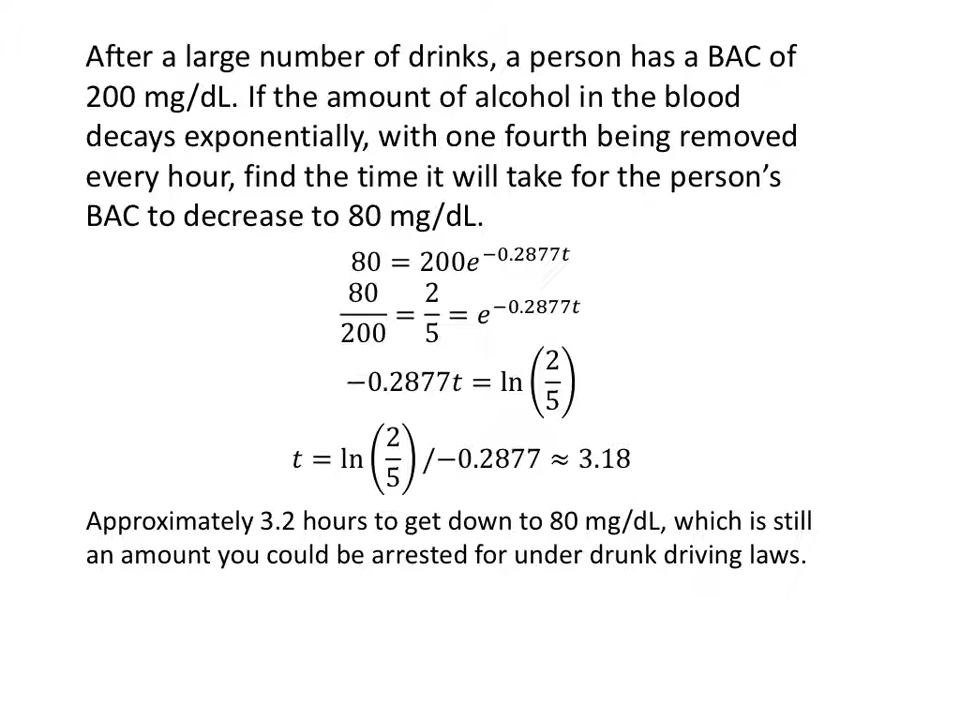 After a large number of drinks, a person has a BAC of
200 mg/dL. If the amount of alcohol in the blood
decays exponentially, with one fourth being removed
every hour, find the time it will take for the person’s
BAC to decrease to 80 mg/dL.
80 = 200e^{−0.2877t}
80/200 = 2/5 = e^{−0.2877t}
−0.2877t = ln(2/5)
t = ln(2/5)/−0.2877 ≈ 3.18
Approximately 3.2 hours to get down to 80 mg/dL, which is still
an amount you could be arrested for under drunk driving laws.